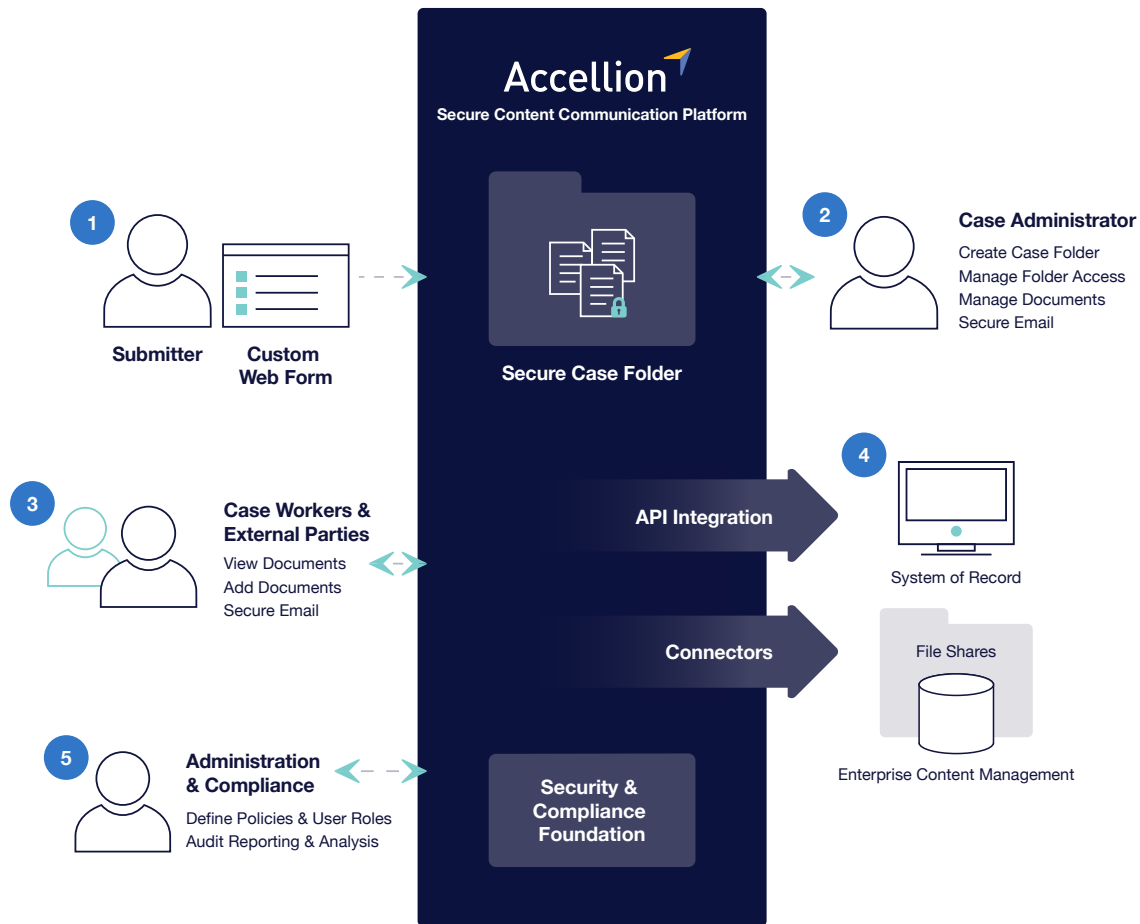 Accellion
Secure Content Communication Platform
1
Submitter
Custom
Web Form
Secure Case Folder
2
Case Administrator
Create Case Folder
Manage Folder Access
Manage Documents
Secure Email
3
Case Workers &
External Parties
View Documents
Add Documents
Secure Email
API Integration
4
System of Record
Connectors
File Shares
Enterprise Content Management
5
Administration
& Compliance
Define Policies & User Roles
Audit Reporting & Analysis
Security &
Compliance
Foundation